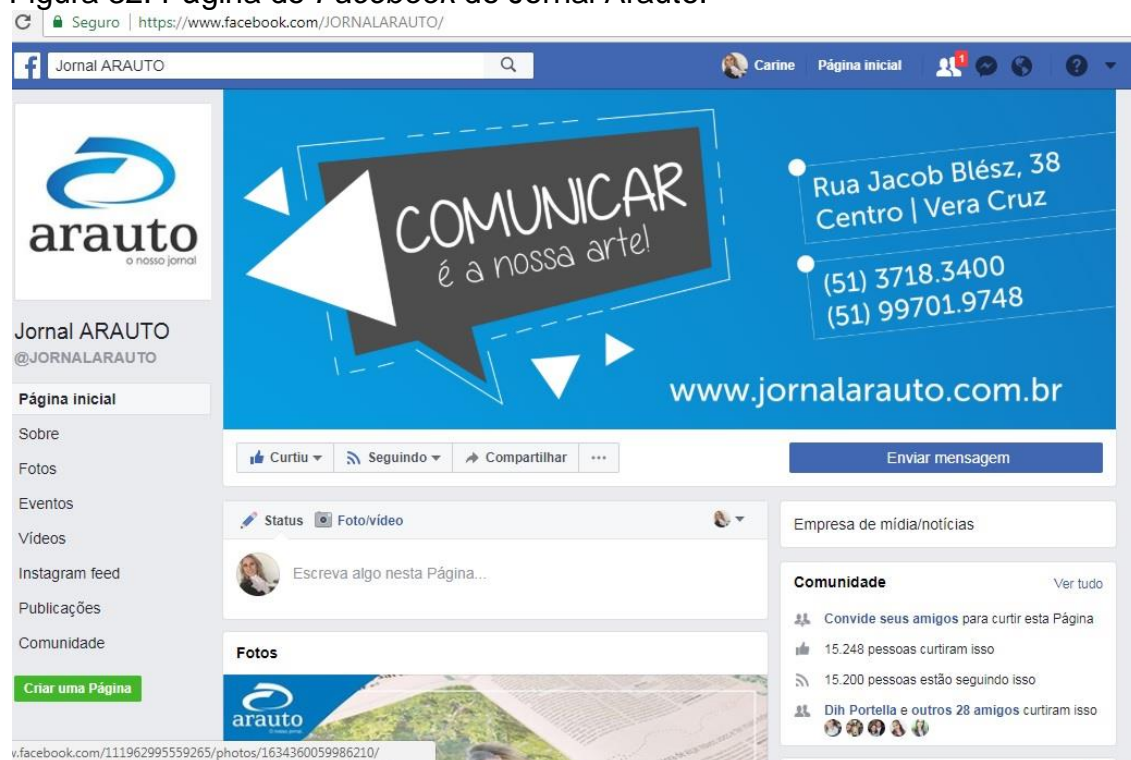 Figura 82: Página do Facebook do Jornal Arauto.
Seguro | https://www.facebook.com/JORNALARAUTO/
f Jornal ARAUTO Carine Página inicial 1 ?
arauto
o nosso jornal
Jornal ARAUTO
@JORNALARAUTO
Página inicial
Sobre
Fotos
Eventos
Vídeos
Instagram feed
Publicações
Comunidade
Criar uma Página
COMUNICAR
é a nossa arte!
Rua Jacob Blész, 38
Centro | Vera Cruz
(51) 3718.3400
(51) 99701.9748
www.jornalarauto.com.br
Curtiu Seguindo Compartilhar ...
Enviar mensagem
Status Foto/vídeo
Escreva algo nesta Página...
Fotos
arauto
o nosso jornal
Empresa de mídia/notícias
Comunidade Ver tudo
Convide seus amigos para curtir esta Página
15.248 pessoas curtiram isso
15.200 pessoas estão seguindo isso
Dih Portella e outros 28 amigos curtiram isso
v.facebook.com/111962995559265/photos/1634360059986210/